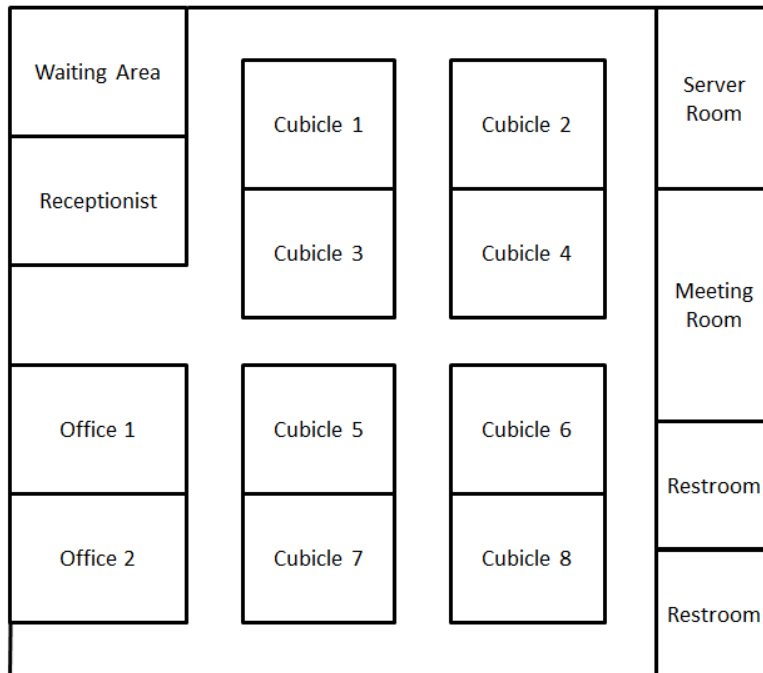 Waiting Area
Cubicle 1
Cubicle 2
Server
Room
Receptionist
Cubicle 3
Cubicle 4
Meeting
Room
Office 1
Cubicle 5
Cubicle 6
Restroom
Office 2
Cubicle 7
Cubicle 8
Restroom